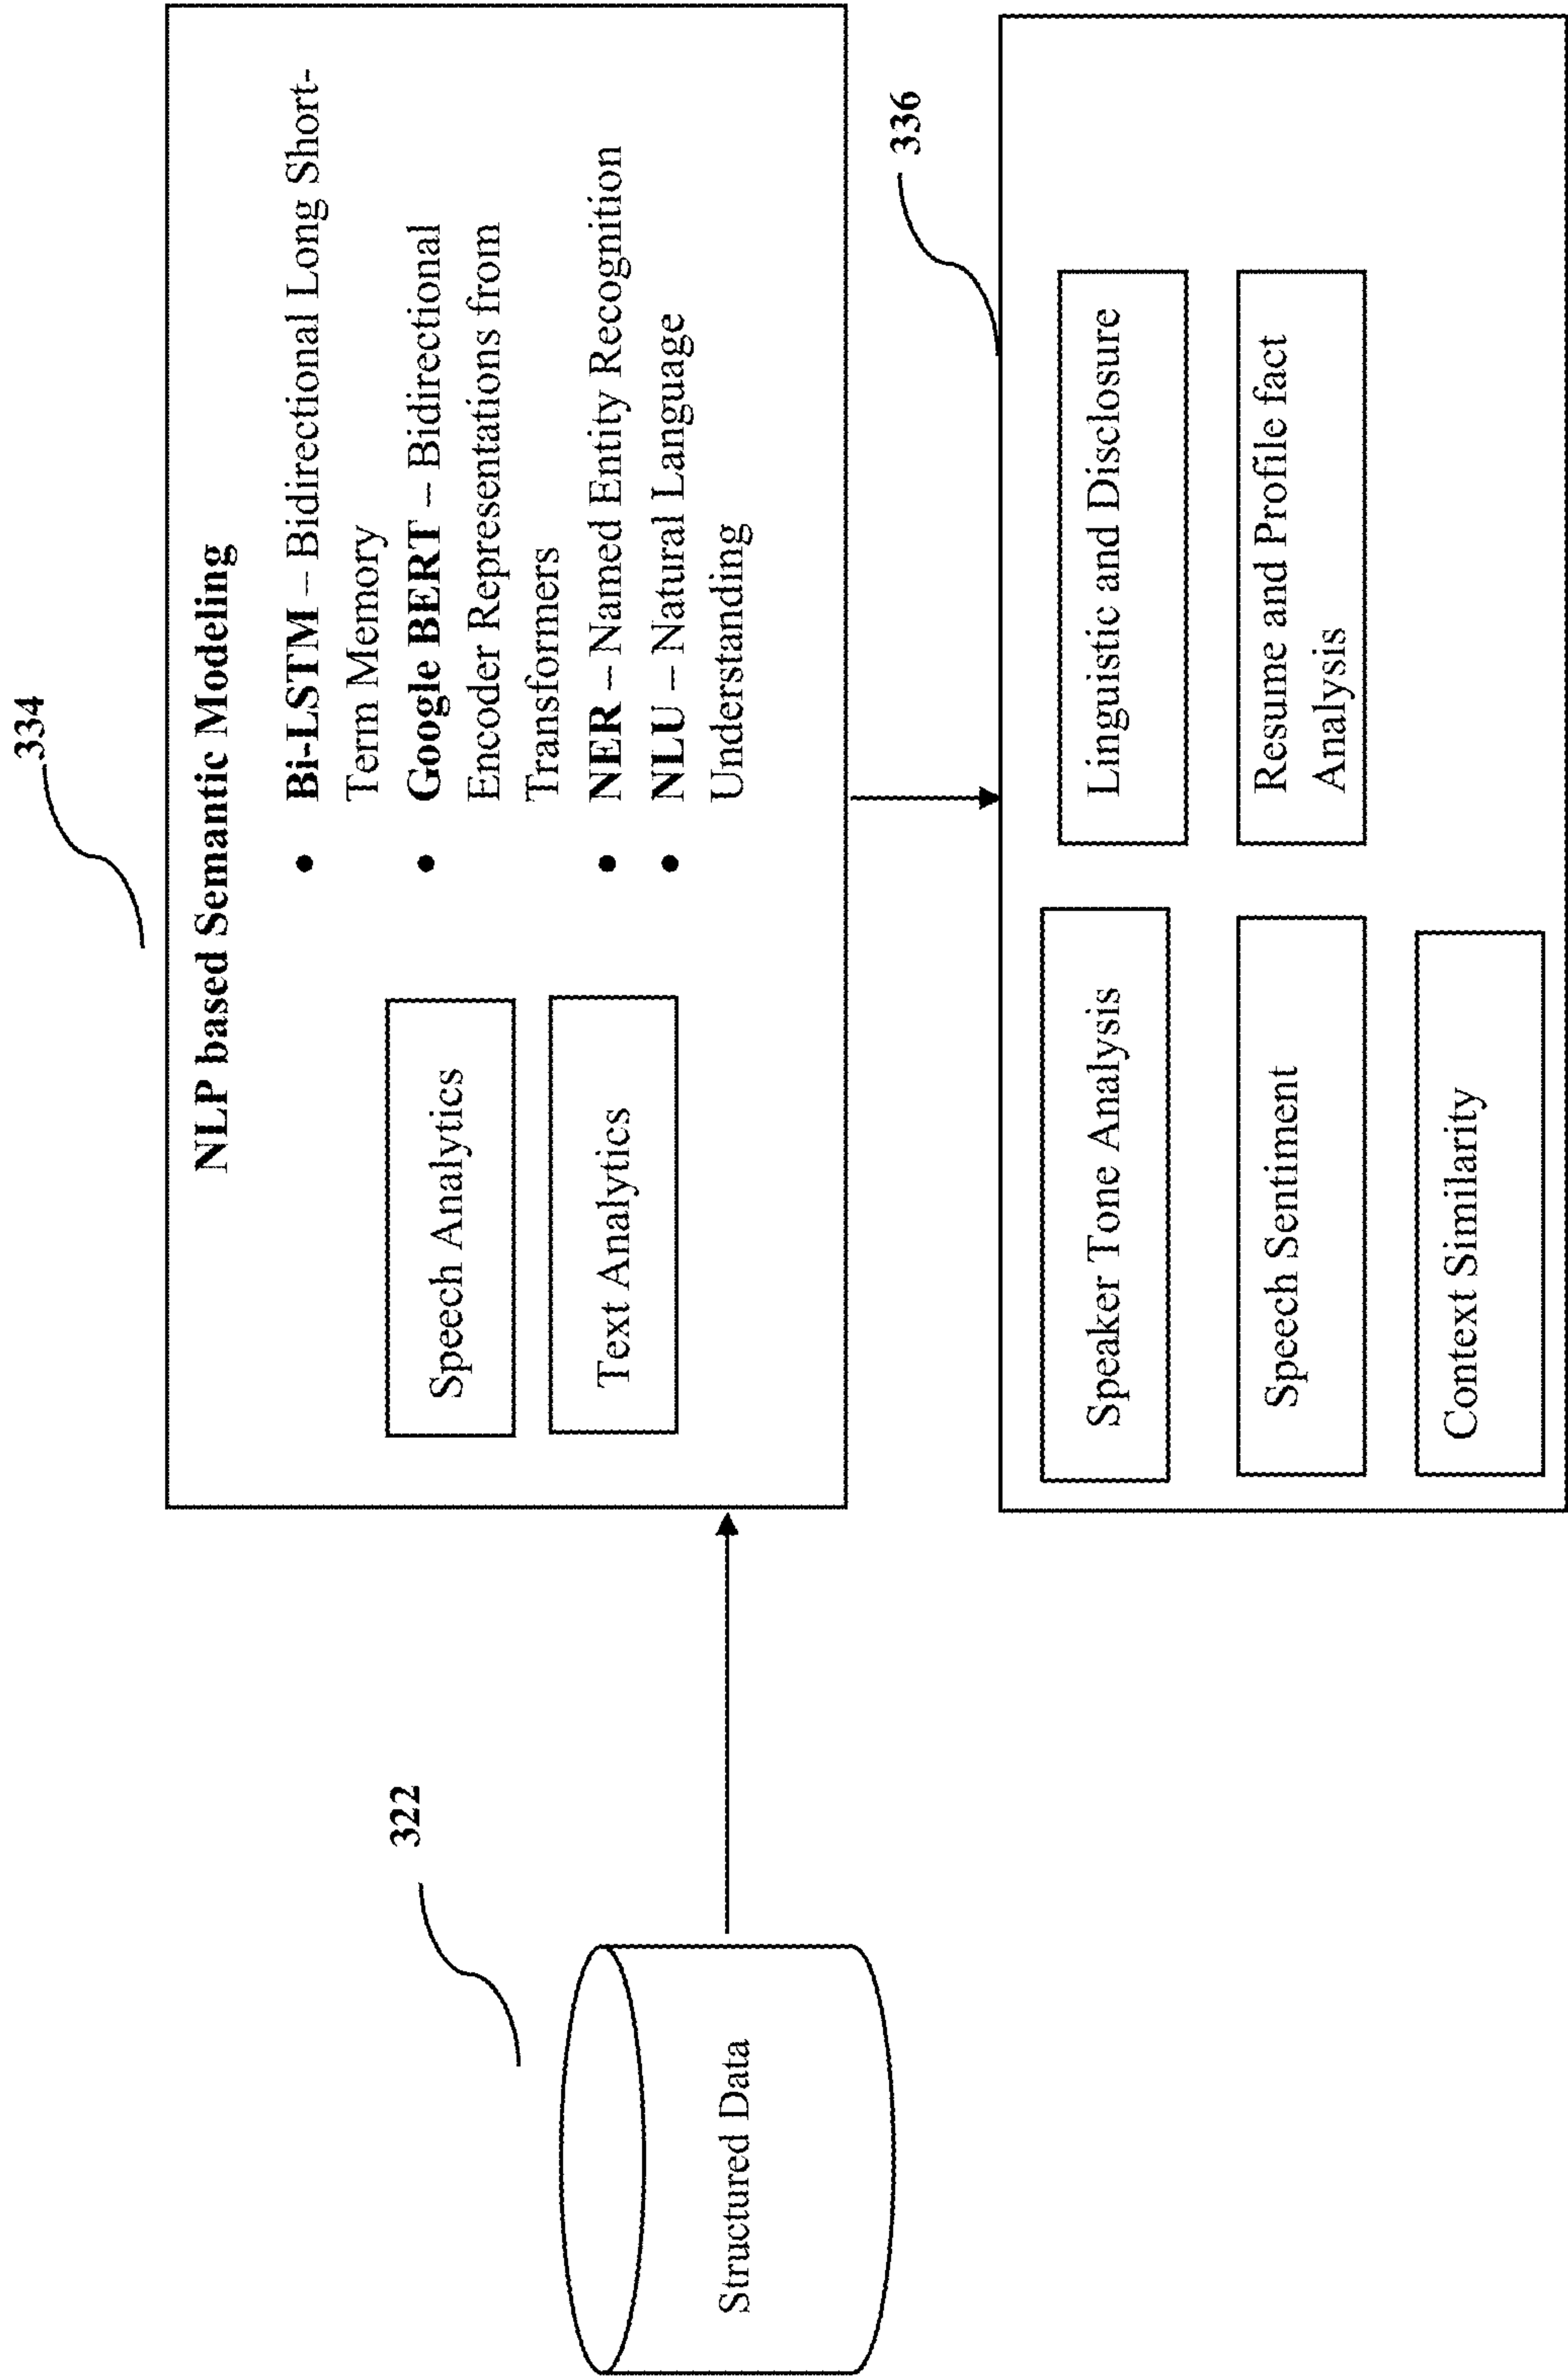 334
NLP based Semantic Modeling
Speech Analytics
Text Analytics
• Bi-LSTM – Bidirectional Long Short-
Term Memory
• Google BERT – Bidirectional
Encoder Representations from
Transformers
• NER – Named Entity Recognition
• NLU – Natural Language
Understanding
322
Structured Data
336
Speaker Tone Analysis
Linguistic and Disclosure
Speech Sentiment
Resume and Profile fact
Analysis
Context Similarity